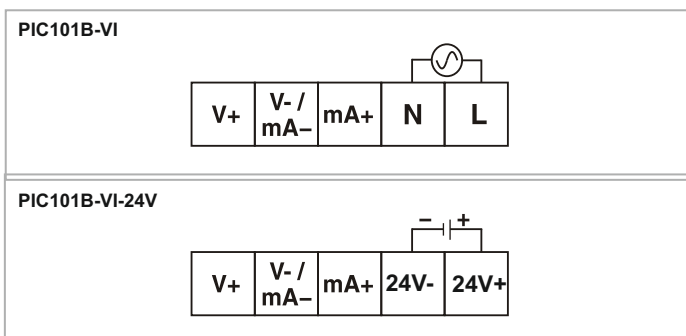 PIC101B-VI
V+ V- / mA– mA+ N L
PIC101B-VI-24V
– +
V+ V- / mA– mA+ 24V- 24V+